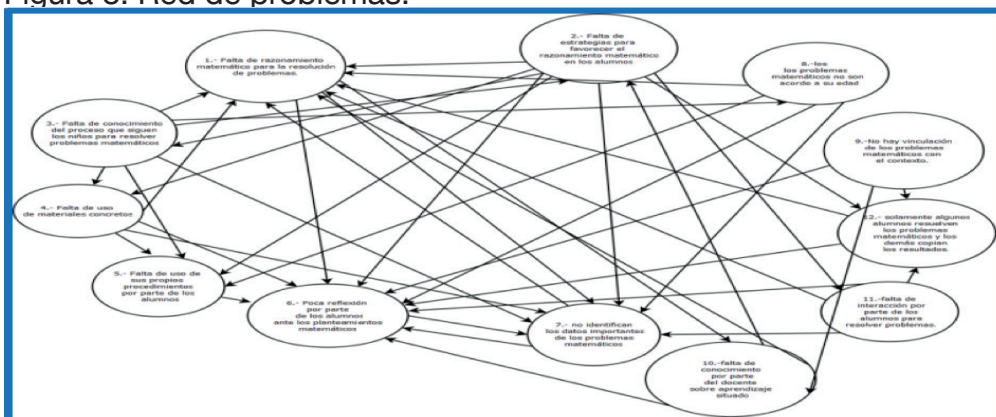 Figura 3. Red de problemas.
1.- Falta de razonamiento
matemático para la resolución
de problemas.
2.- Falta de
estrategias para
favorecer el
razonamiento matemático
en los alumnos
8.-los
los problemas
matemáticos no son
acorde a su edad
3.- Falta de conocimiento
del proceso que siguen
los niños para resolver
problemas matemáticos
9.-No hay vinculación
de los problemas
matemáticos con
el contexto.
4.- Falta de uso
de materiales concretos
12.- solamente algunos
alumnos resuelven
los problemas
matemáticos y los
demás copian
los resultados.
5.- Falta de uso de
sus propios
procedimientos
por parte de los
alumnos
6.- Poca reflexión
por parte
de los alumnos
ante los planteamientos
matemáticos
11.-falta de
interacción por
parte de los
alumnos para
resolver problemas.
7.- no identifican
los datos importantes
de los problemas
matemáticos
10.-falta de
conocimiento
por parte
del docente
sobre aprendizaje
situado